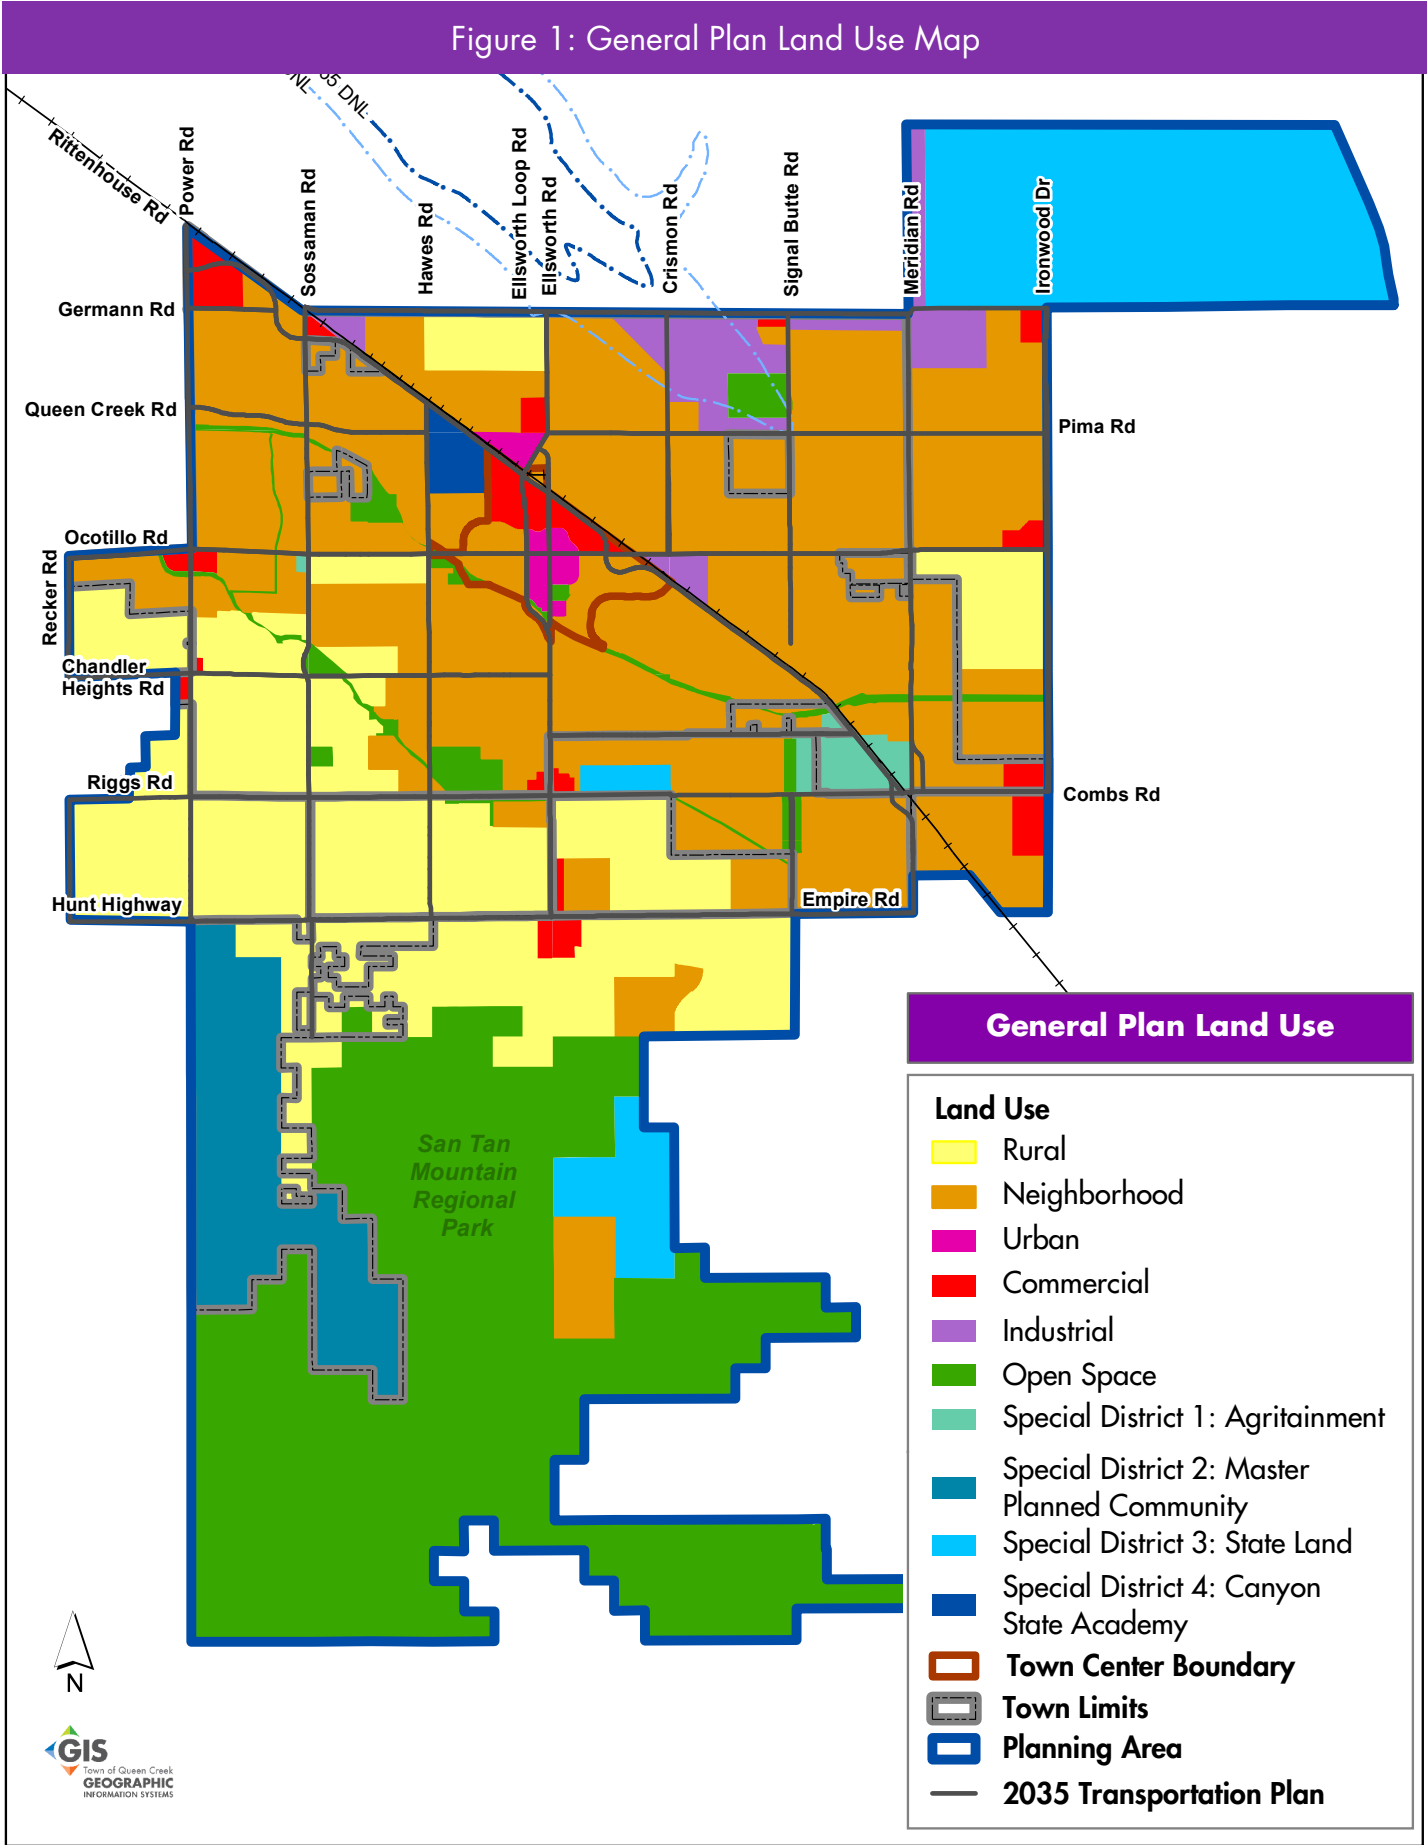 Figure 1: General Plan Land Use Map
DNL
65 DNL
Rittenhouse Rd
Power Rd
Sossaman Rd
Hawes Rd
Ellsworth Loop Rd
Ellsworth Rd
Crismon Rd
Signal Butte Rd
Meridian Rd
Ironwood Dr
Germann Rd
Queen Creek Rd
Pima Rd
Ocotillo Rd
Recker Rd
Chandler
Heights Rd
Riggs Rd
Combs Rd
Hunt Highway
Empire Rd
San Tan
Mountain
Regional
Park
General Plan Land Use
Land Use
Rural
Neighborhood
Urban
Commercial
Industrial
Open Space
Special District 1: Agritainment
Special District 2: Master
Planned Community
Special District 3: State Land
Special District 4: Canyon
State Academy
Town Center Boundary
Town Limits
Planning Area
2035 Transportation Plan
N
GIS
Town of Queen Creek
GEOGRAPHIC
INFORMATION SYSTEMS